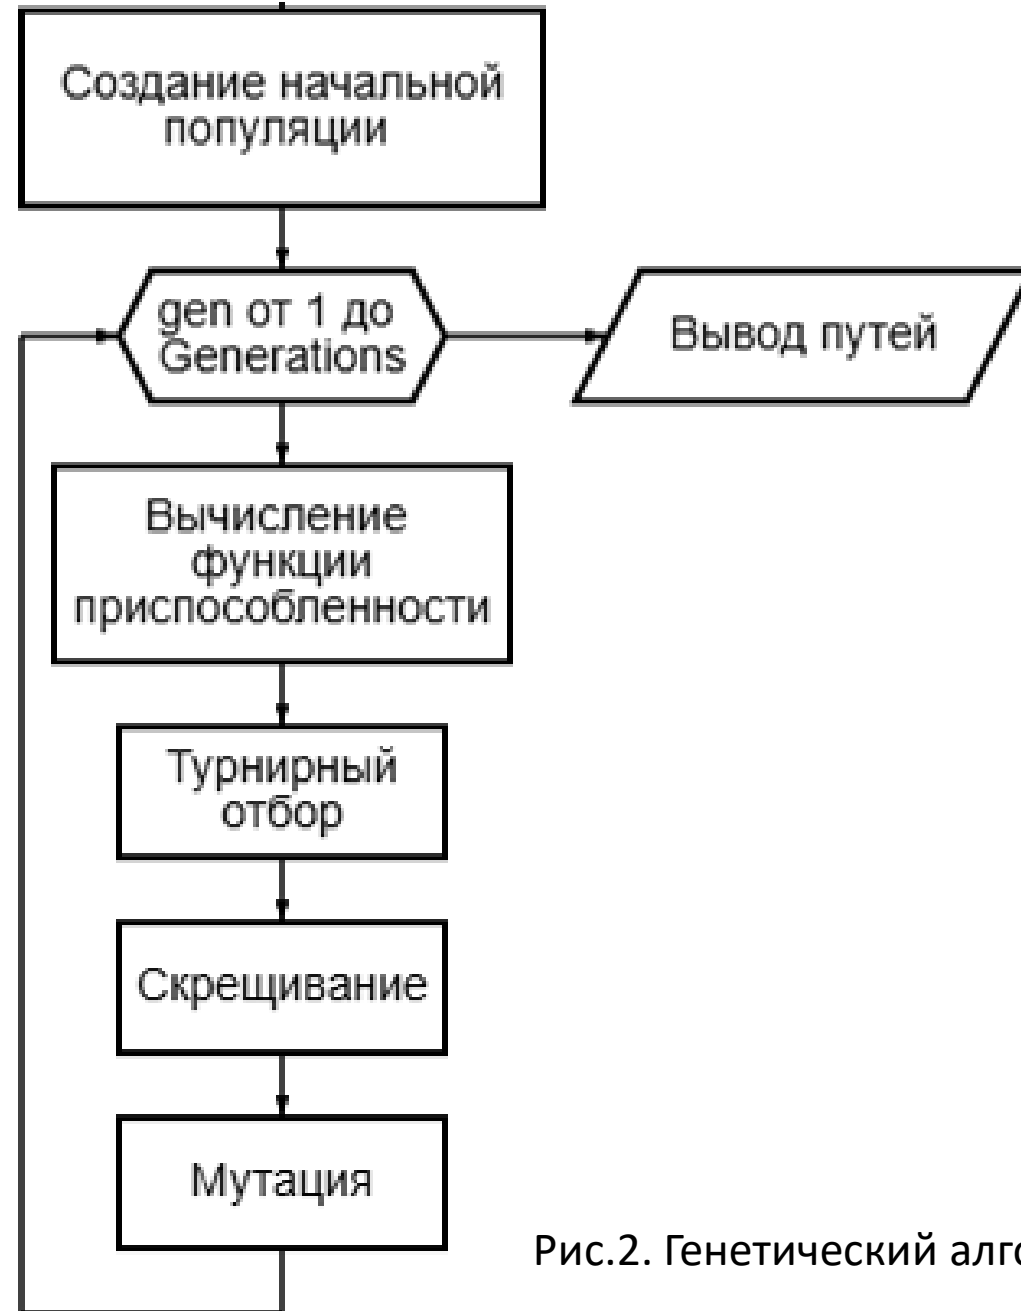 Создание начальной
популяции
gen от 1 до
Generations
Вывод путей
Вычисление
функции
приспособленности
Турнирный
отбор
Скрещивание
Мутация
Рис.2. Генетический